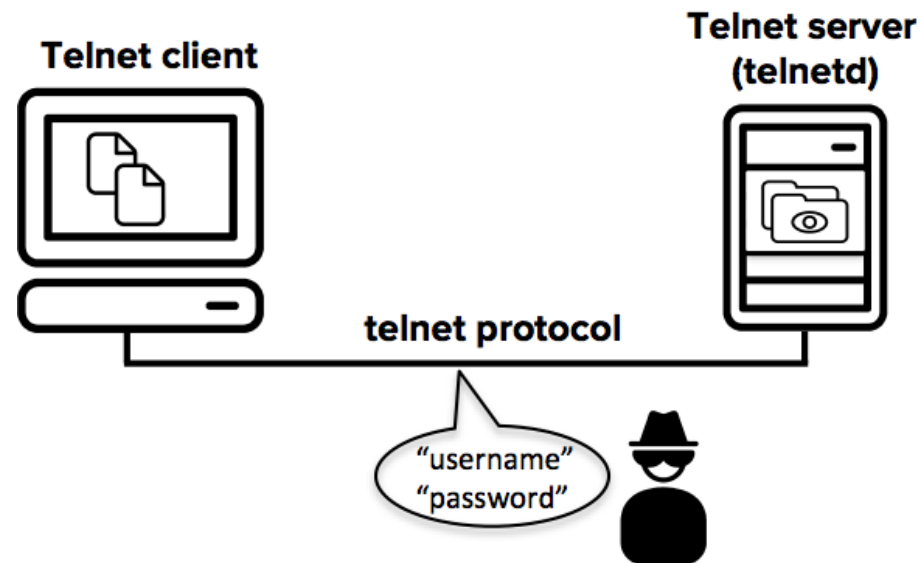 Telnet client
Telnet server
(telnetd)
telnet protocol
“username”
“password”